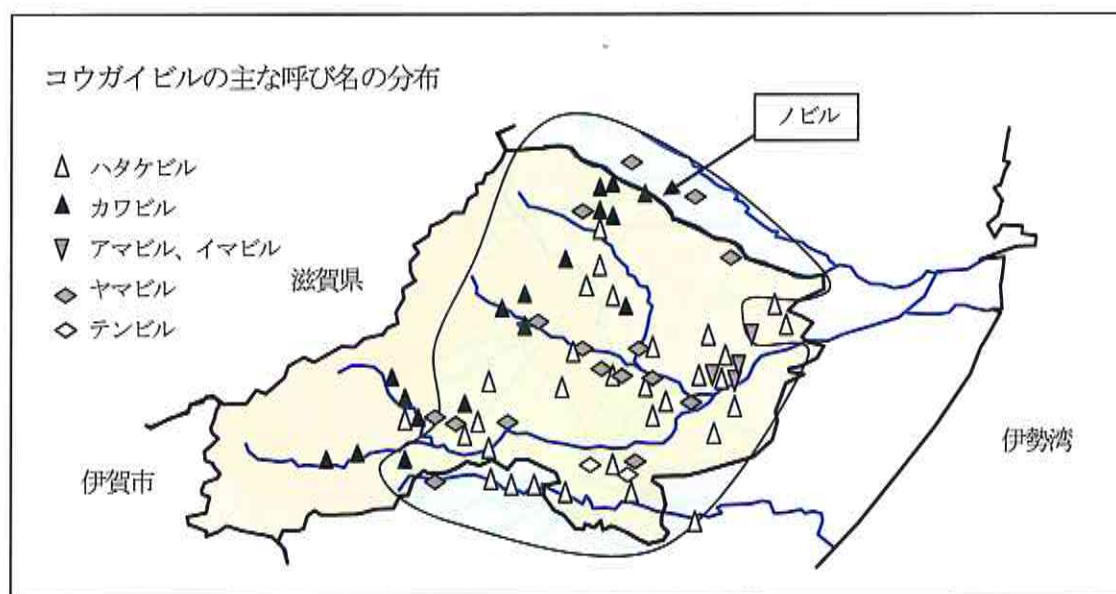 コウガイビルの主な呼び名の分布
ノビル
ハタケビル
カワビル
アマビル、イマビル
ヤマビル
テンビル
滋賀県
伊賀市
伊勢湾